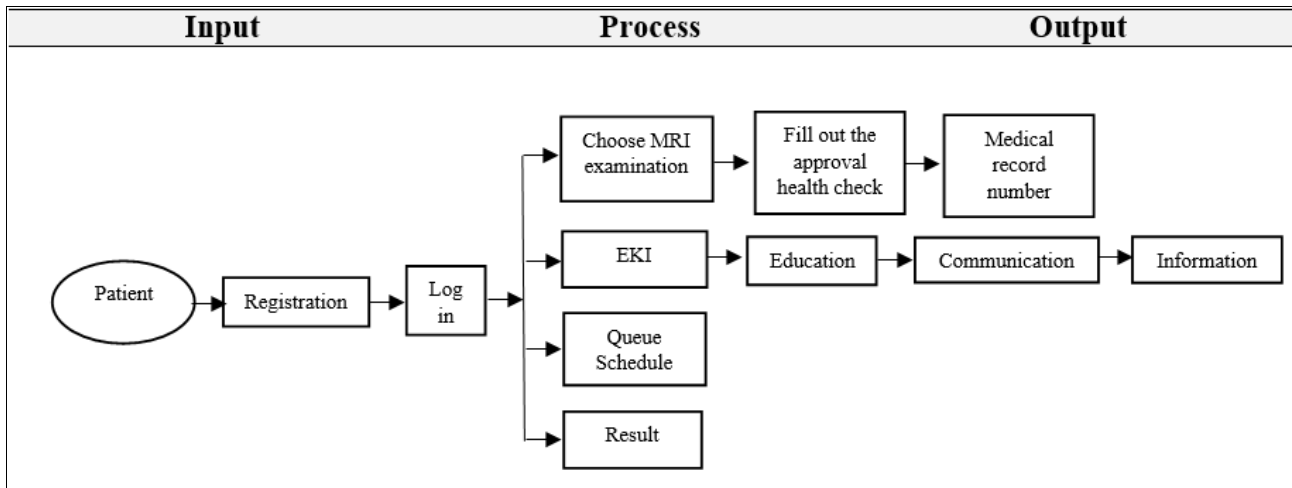 Input
Process
Output
Choose MRI
examination
Fill out the
approval
health check
Medical
record
number
EKI
Education
Communication
Information
Patient
Registration
Log
in
Queue
Schedule
Result